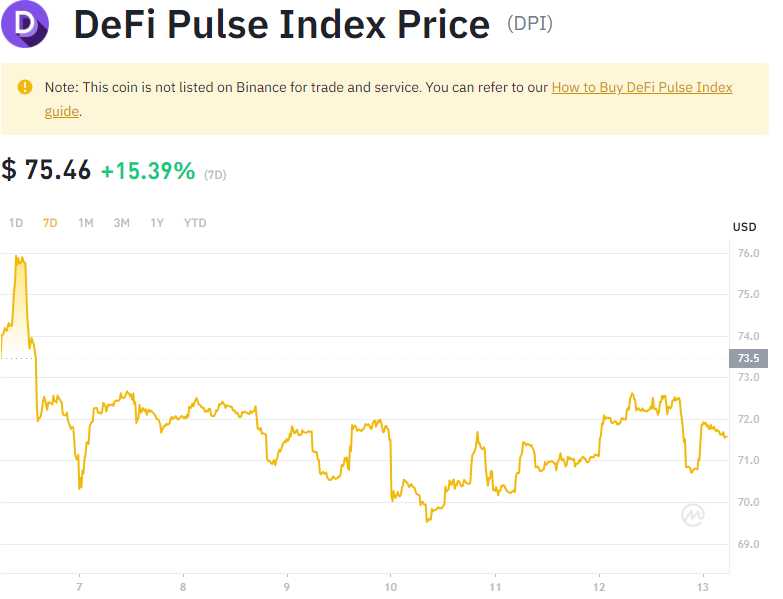 D
DeFi Pulse Index Price (DPI)
Note: This coin is not listed on Binance for trade and service. You can refer to our How to Buy DeFi Pulse Index
guide.
$ 75.46 +15.39% (7D)
1D 7D 1M 3M 1Y YTD
USD
76.0
75.0
74.0
73.5
73.0
72.0
71.0
70.0
69.0
7 8 9 10 11 12 13